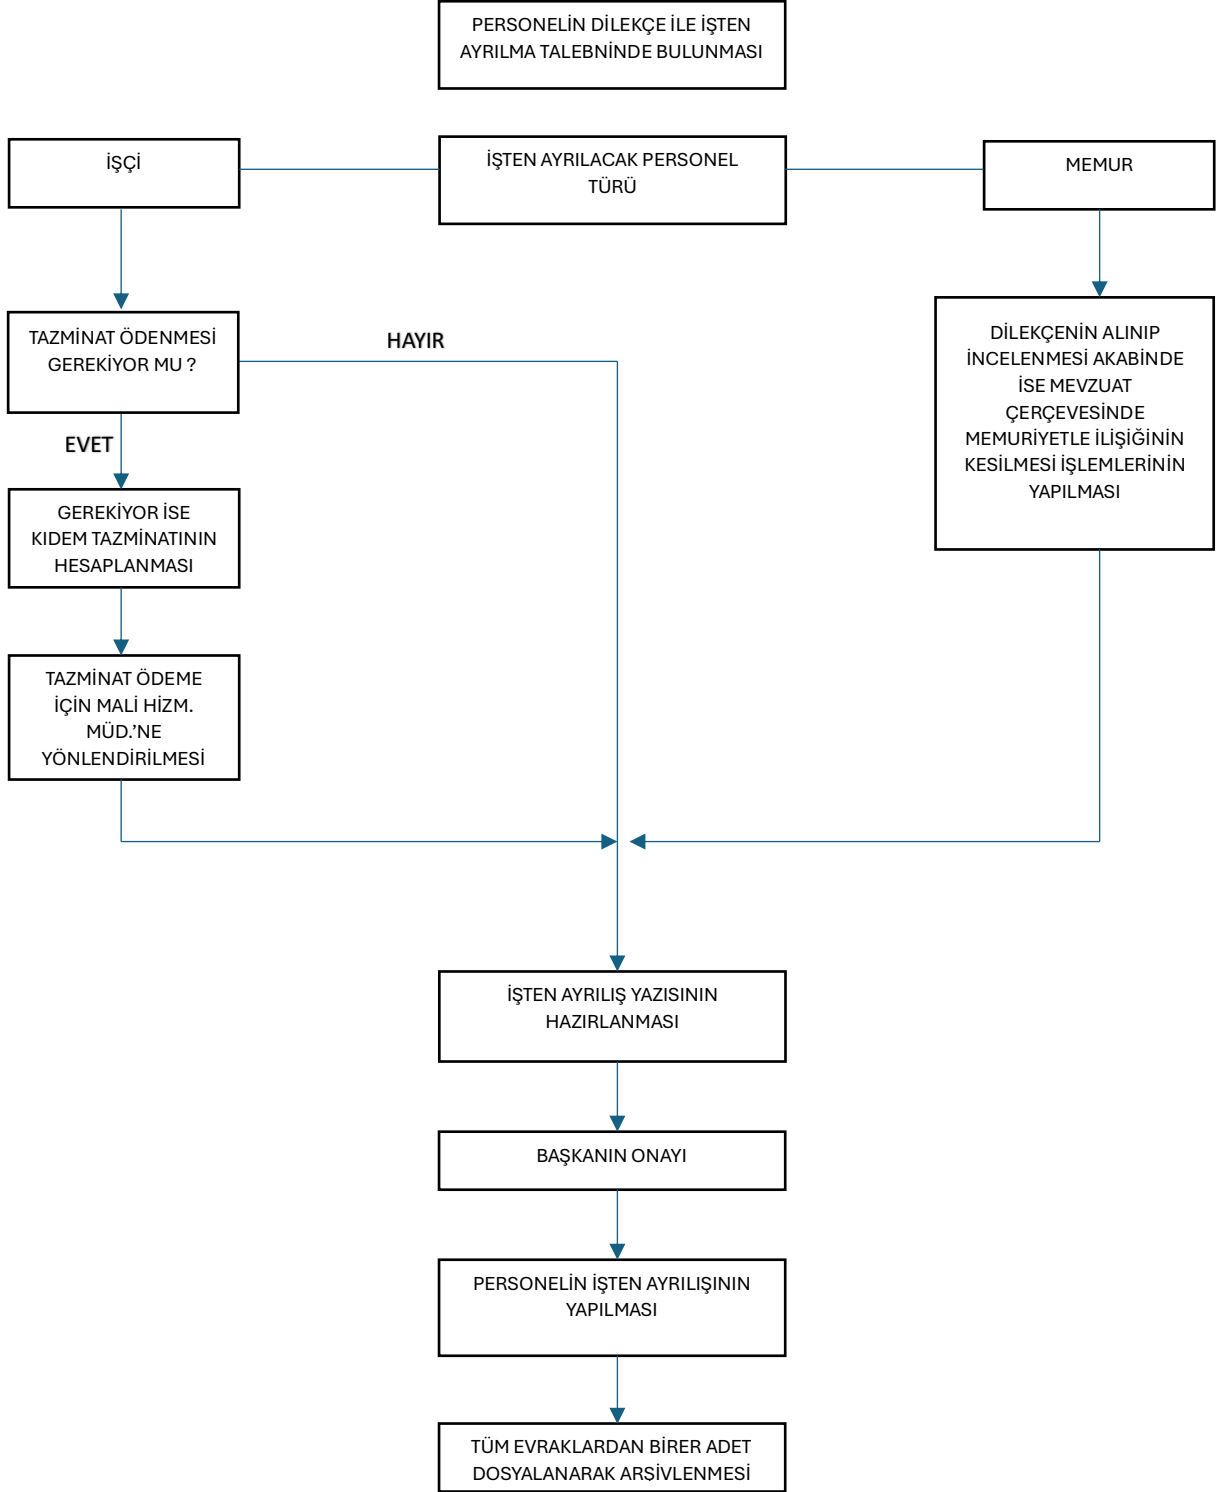 PERSONELİN DİLEKÇE İLE İŞTEN
AYRILMA TALEBNİNDE BULUNMASI
İŞÇİ
İŞTEN AYRILACAK PERSONEL
TÜRÜ
MEMUR
TAZMİNAT ÖDENMESİ
GEREKİYOR MU ?
HAYIR
DİLEKÇENİN ALINIP
İNCELENMESİ AKABİNDE
İSE MEVZUAT
ÇERÇEVESİNDE
MEMURİYETLE İLİŞİĞİNİN
KESİLMESİ İŞLEMLERİNİN
YAPILMASI
EVET
GEREKİYOR İSE
KIDEM TAZMİNATININ
HESAPLANMASI
TAZMİNAT ÖDEME
İÇİN MALİ HİZM.
MÜD.’NE
YÖNLENDİRİLMESİ
İŞTEN AYRILIŞ YAZISININ
HAZIRLANMASI
BAŞKANIN ONAYI
PERSONELİN İŞTEN AYRILIŞININ
YAPILMASI
TÜM EVRAKLARDAN BİRER ADET
DOSYALANARAK ARŞİVLENMESİ